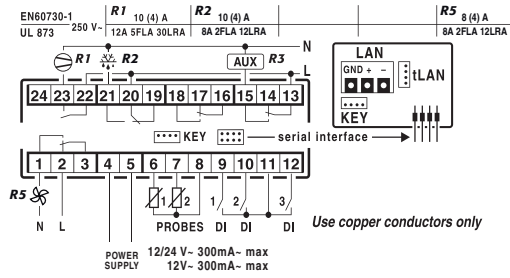 EN60730-1 R1 10 (4) A R2 10 (4) A R5 8 (4) A
UL 873 250 V~ 12A 5FLA 30LRA 8A 2FLA 12LRA 8A 2FLA 12LRA
N
R1 R2 AUX R3
L
LAN
GND + –
tLAN
KEY
24 23 22 21 20 19 18 17 16 15 14 13
KEY serial interface
1 2 3 4 5 6 7 8 9 10 11 12
R5 1 2 1 2 3
N L PROBES DI DI DI
Use copper conductors only
POWER SUPPLY
12/24 V~ 300mA~ max
12V~ 300mA~ max